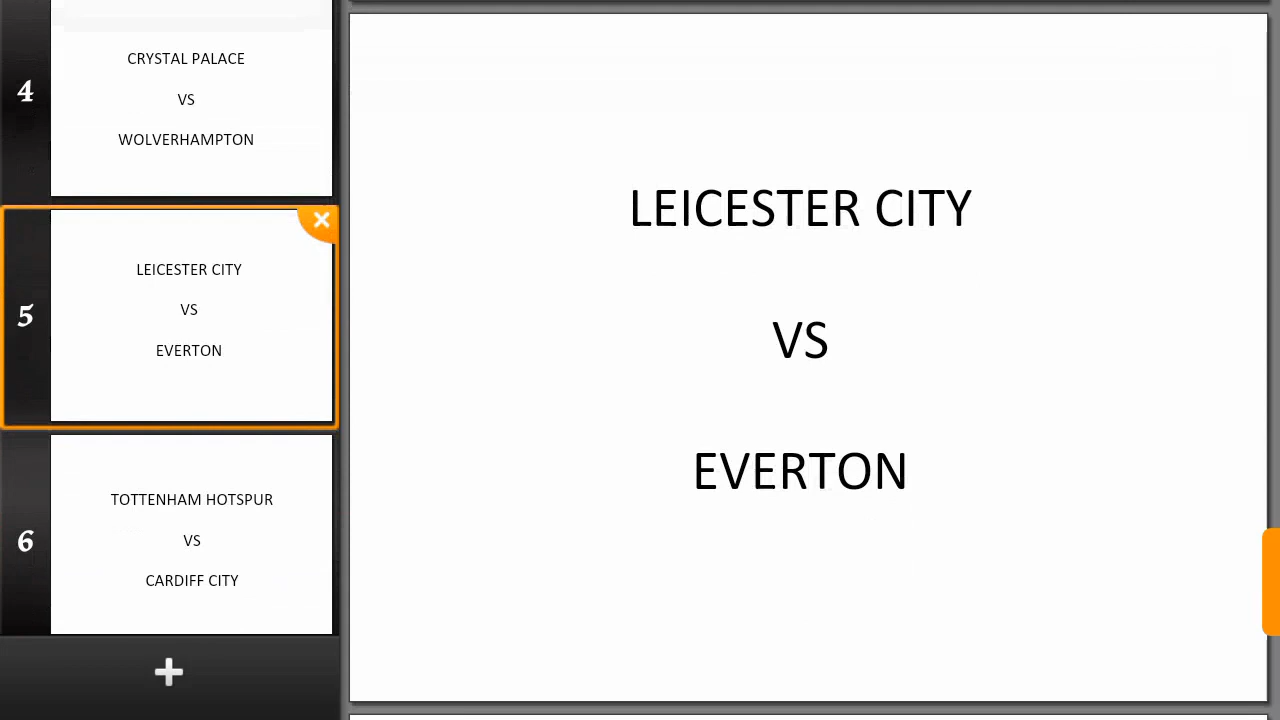 4
CRYSTAL PALACE
VS
WOLVERHAMPTON
5
LEICESTER CITY
VS
EVERTON
6
TOTTENHAM HOTSPUR
VS
CARDIFF CITY
LEICESTER CITY
VS
EVERTON